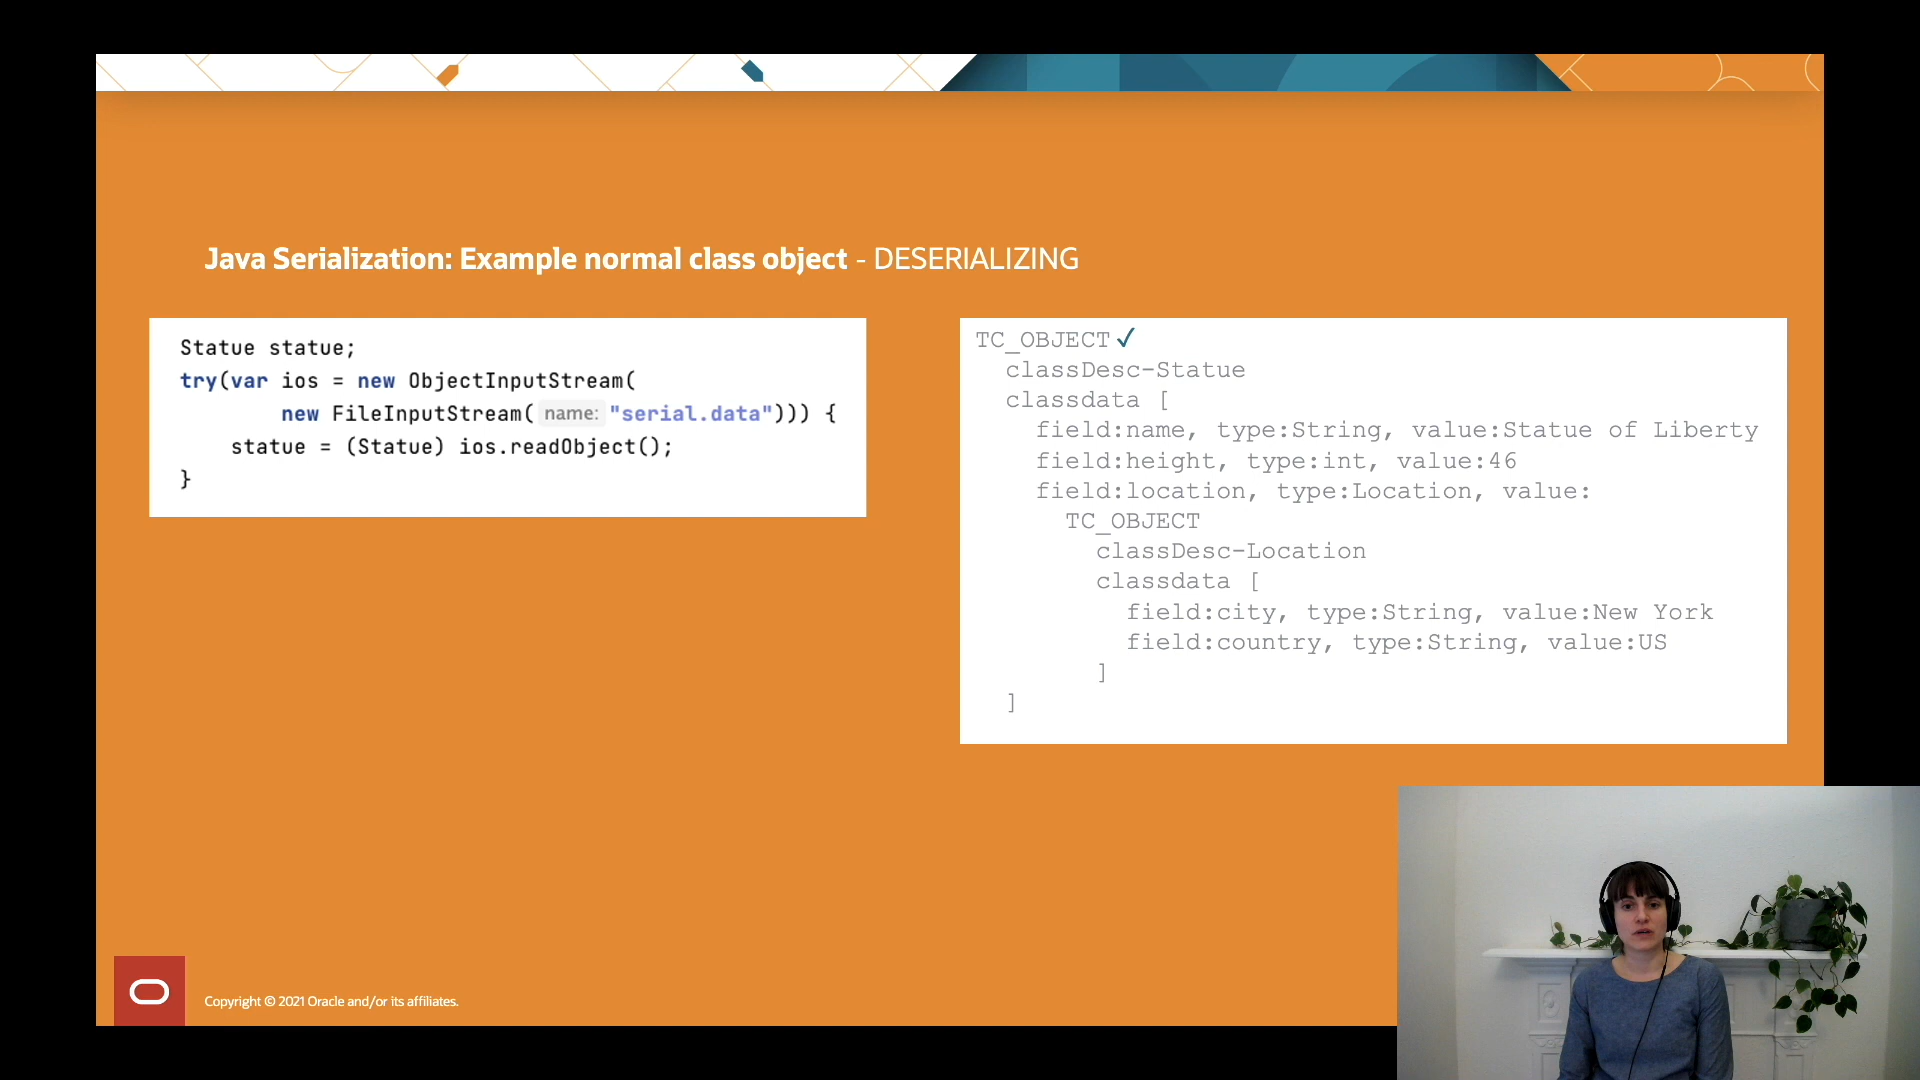 Java Serialization: Example normal class object - DESERIALIZING
Statue statue;
try(var ios = new ObjectInputStream(
new FileInputStream( name: "serial.data"))) {
statue = (Statue) ios.readObject();
}
TC_OBJECT ✓
classDesc-Statue
classdata [
field:name, type:String, value:Statue of Liberty
field:height, type:int, value:46
field:location, type:Location, value:
TC_OBJECT
classDesc-Location
classdata [
field:city, type:String, value:New York
field:country, type:String, value:US
]
]
Copyright © 2021 Oracle and/or its affiliates.